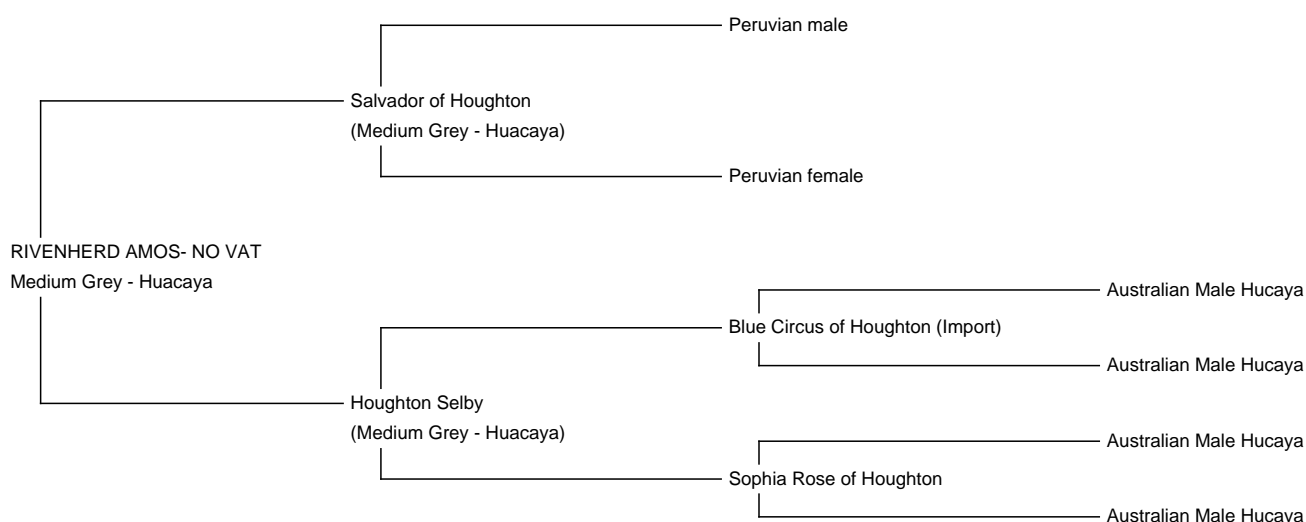 Peruvian male
Salvador of Houghton
(Medium Grey - Huacaya)
Peruvian female
RIVENHERD AMOS- NO VAT
Medium Grey - Huacaya
Australian Male Hucaya
Blue Circus of Houghton (Import)
Australian Male Hucaya
Houghton Selby
(Medium Grey - Huacaya)
Australian Male Hucaya
Sophia Rose of Houghton
Australian Male Hucaya